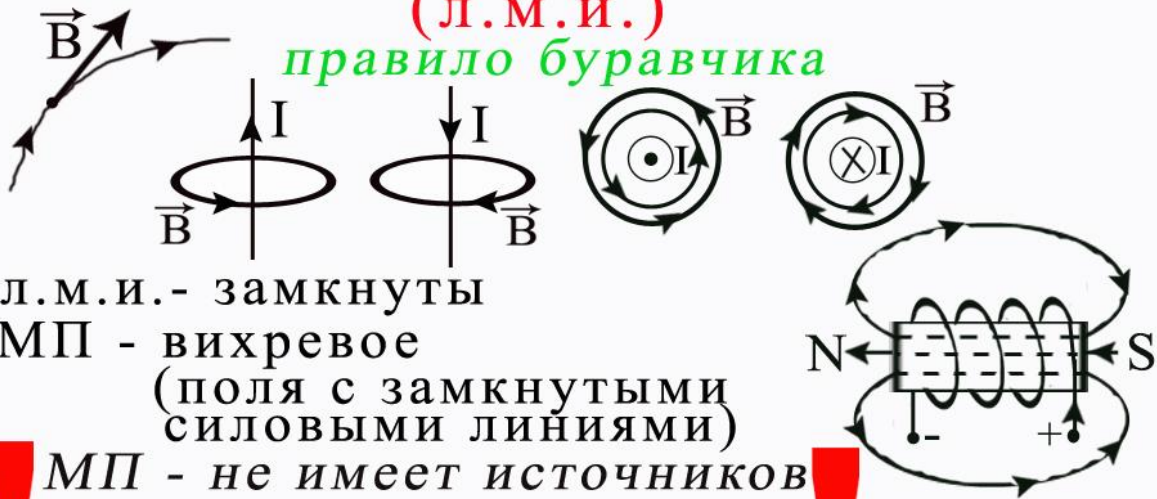 (л.м.и.)
правило буравчика
B
I
B
I
B
I
B
I
B
л.м.и.- замкнуты
МП - вихревое
(поля с замкнутыми
силовыми линиями)
N
S
- +
МП - не имеет источников